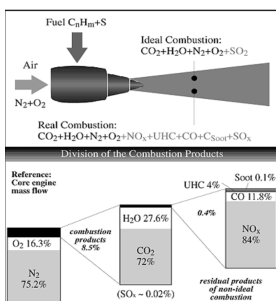 Fuel CnHm+S
Ideal Combustion:
CO2+H2O+N2+O2+SO2
Air
N2+O2
Real Combustion:
CO2+H2O+N2+O2+NOx+UHC+CO+CSoot+SOx
Division of the Combustion Products
Reference:
Core engine
mass flow
O2 16.3%
N2
75.2%
combustion
products
8.5%
H2O 27.6%
CO2
72%
(SOx ~ 0.02%)
UHC 4%
Soot 0.1%
0.4%
CO 11.8%
NOx
84%
residual products
of non-ideal
combustion